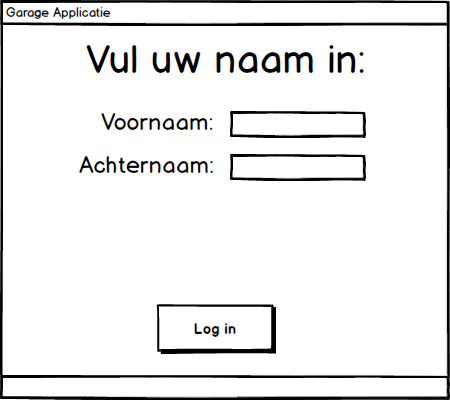 Garage Applicatie
Vul uw naam in:
Voornaam:
Achternaam:
Log in